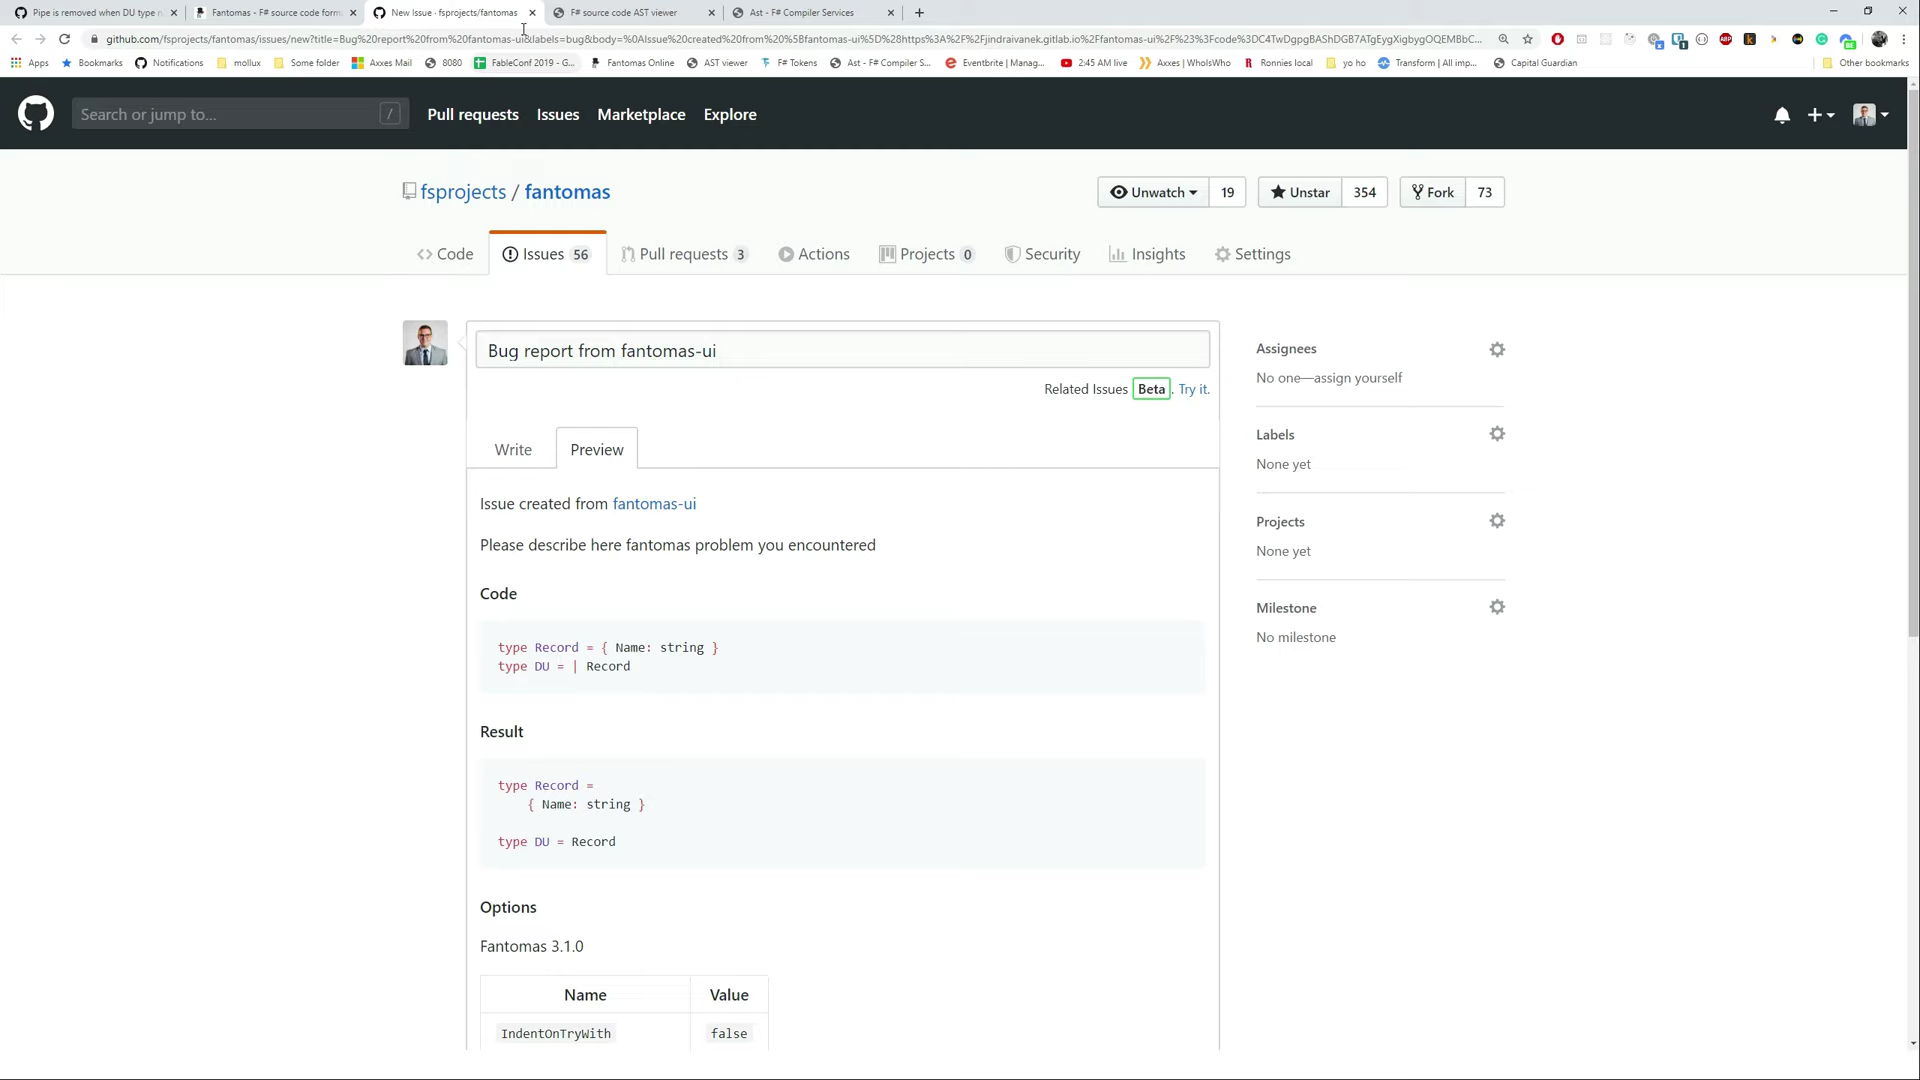 Pipe is removed when DU type n
Fantomas - F# source code form
New Issue · fsprojects/fantomas
F# source code AST viewer
Ast - F# Compiler Services
github.com/fsprojects/fantomas/issues/new?title=Bug%20report%20from%20fantomas-ui&labels=bug&body=%0AIssue%20created%20from%20%5Bfantomas-ui%5D%28https%3A%2F%2Fjindraivanek.gitlab.io%2Ffantomas-ui%2F%23%3Fcode%3DC4TwDgpgBAShDGB7ATgEygXigbygOQEMBbC...
Apps Bookmarks Notifications mollux Some folder Axxes Mail 8080 FableConf 2019 - G... Fantomas Online AST viewer F# Tokens Ast - F# Compiler S... Eventbrite | Manag... 2:45 AM live Axxes | WhoIsWho Ronnies local yo ho Transform | All imp... Capital Guardian Other bookmarks
Search or jump to... /
Pull requests Issues Marketplace Explore
fsprojects / fantomas
Unwatch 19 Unstar 354 Fork 73
Code Issues 56 Pull requests 3 Actions Projects 0 Security Insights Settings
Bug report from fantomas-ui
Related Issues Beta. Try it.
Write Preview
Issue created from fantomas-ui
Please describe here fantomas problem you encountered
Code
type Record = { Name: string }
type DU = | Record
Result
type Record =
    { Name: string }
type DU = Record
Options
Fantomas 3.1.0
Name Value
IndentOnTryWith false
Assignees
No one—assign yourself
Labels
None yet
Projects
None yet
Milestone
No milestone